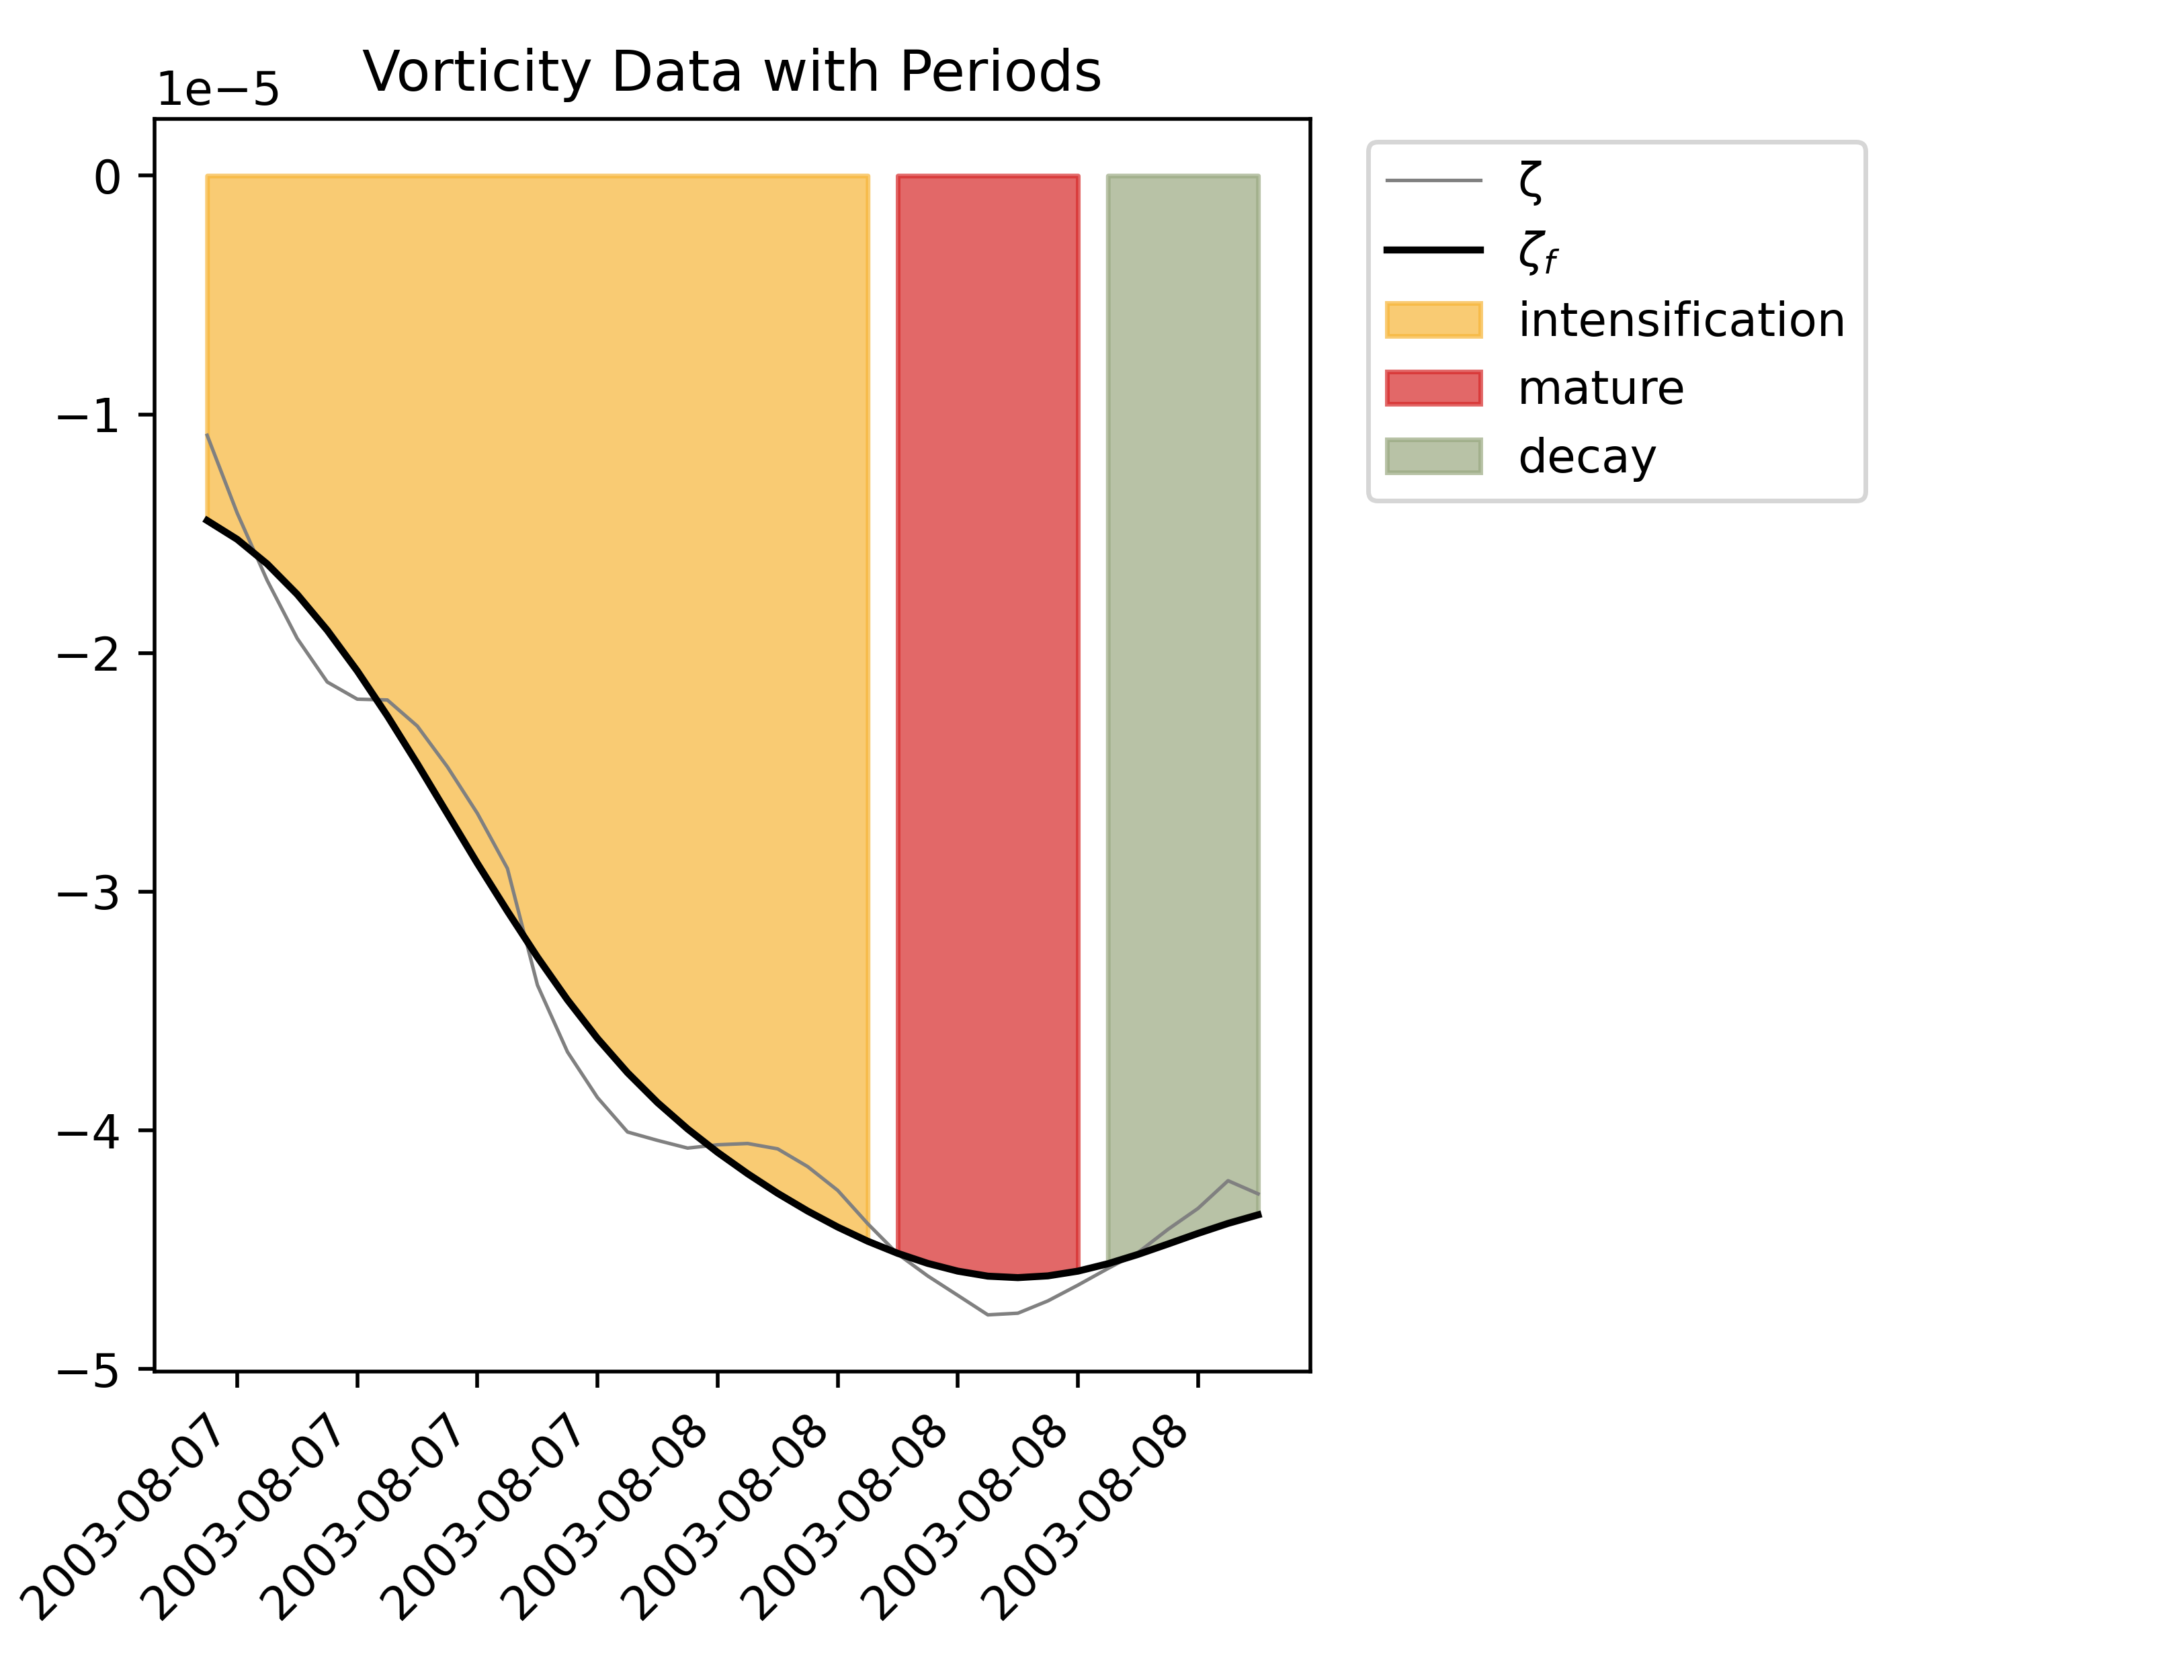 Vorticity Data with Periods
1e−5
0
−1
−2
−3
−4
−5
2003-08-07
2003-08-07
2003-08-07
2003-08-07
2003-08-08
2003-08-08
2003-08-08
2003-08-08
2003-08-08
ζ
ζf
intensification
mature
decay